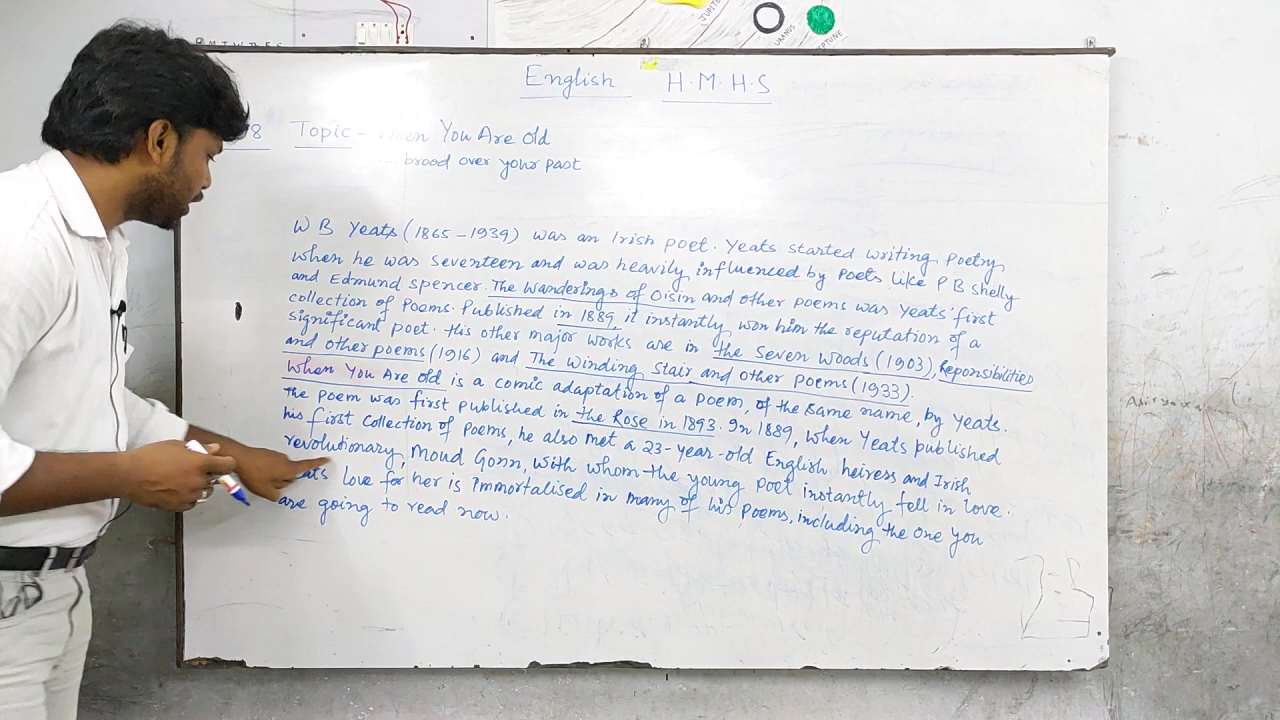 JUPITE
URANUS
NEPTUNE
English H.M.H.S
8 Topic - When You Are Old
brood over your past
W B Yeats (1865-1939) was an Irish poet. Yeats started writing poetry
when he was seventeen and was heavily influenced by poets like P B Shelly
and Edmund Spencer. The Wanderings of Oisin and other poems was Yeats' first
collection of Poems. Published in 1889, it instantly won him the reputation of a
significant poet. His other major works are in the Seven Woods (1903), Reponsibilities
and other poems (1916) and The Winding Stair and other Poems (1933).
When You Are Old is a comic adaptation of a poem, of the same name, by Yeats.
The poem was first published in the Rose in 1893. In 1889, when Yeats published
his first collection of Poems, he also met a 23-year-old English heiress and Irish
revolutionary, Moud Gonn, with whom the young poet instantly fell in love.
eats love for her is Immortalised in many of his poems, including the one you
are going to read now.